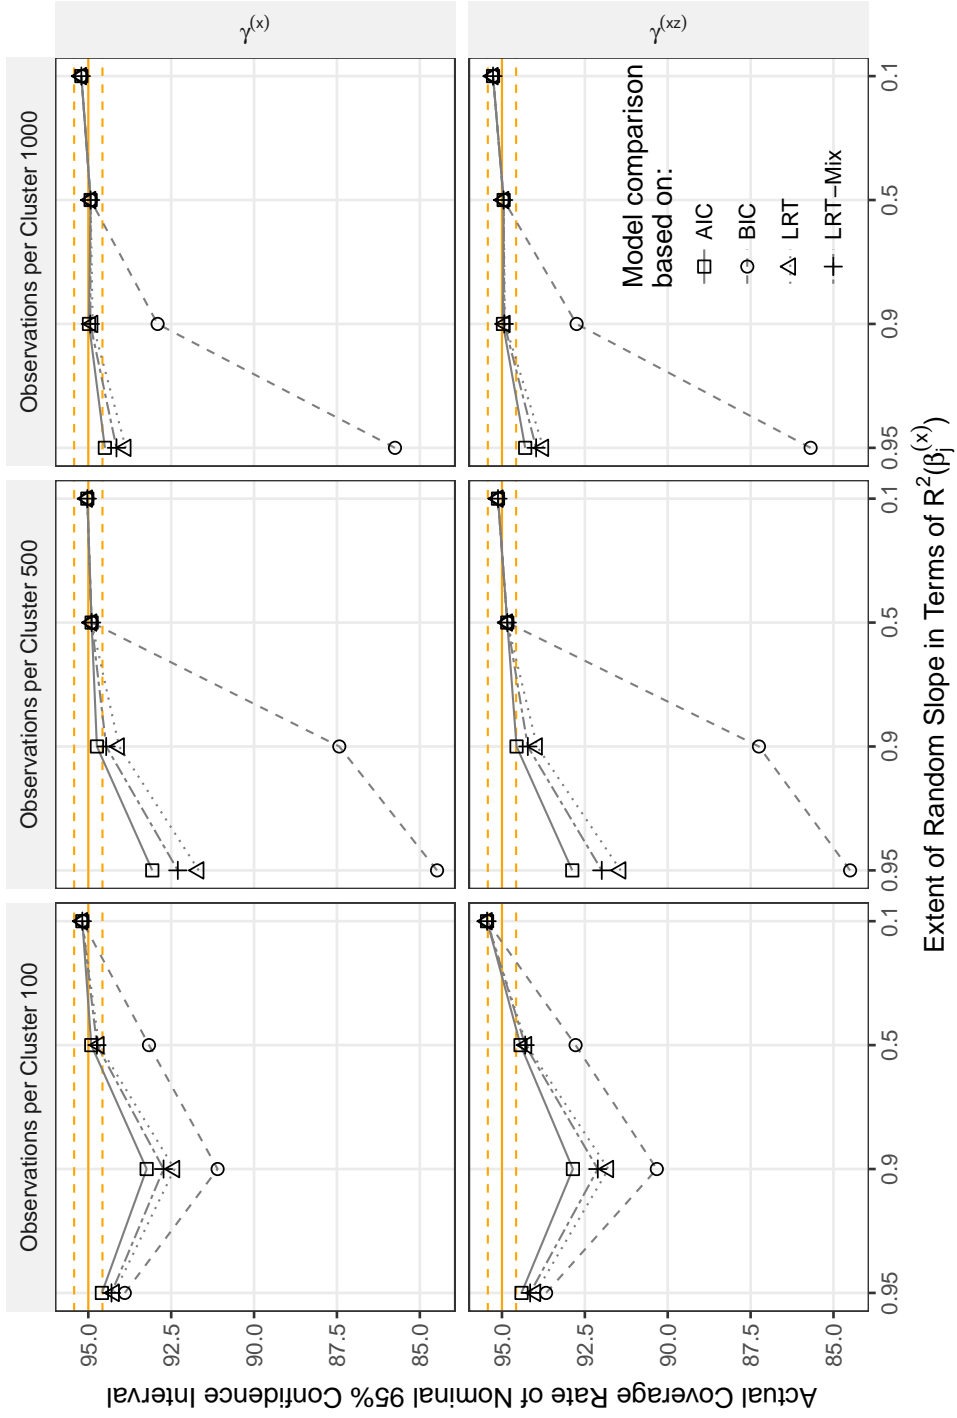 Observations per Cluster 100
Observations per Cluster 500
Observations per Cluster 1000
γ(x)
γ(xz)
Actual Coverage Rate of Nominal 95% Confidence Interval
95.0
92.5
90.0
87.5
85.0
95.0
92.5
90.0
87.5
85.0
0.95
0.9
0.5
0.1
0.95
0.9
0.5
0.1
0.95
0.9
0.5
0.1
Extent of Random Slope in Terms of R²(βj(x))
Model comparison
based on:
AIC
BIC
LRT
LRT−Mix